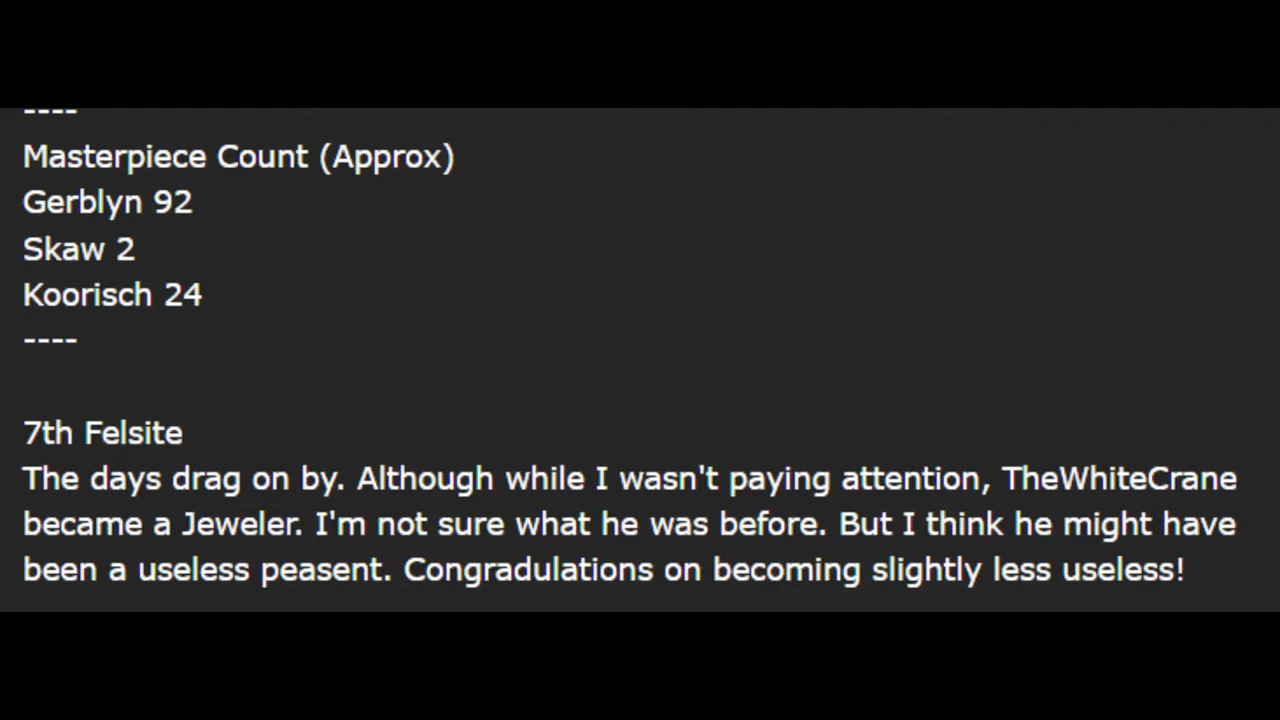 ----
Masterpiece Count (Approx)
Gerblyn 92
Skaw 2
Koorisch 24
----
7th Felsite
The days drag on by. Although while I wasn't paying attention, TheWhiteCrane
became a Jeweler. I'm not sure what he was before. But I think he might have
been a useless peasent. Congradulations on becoming slightly less useless!